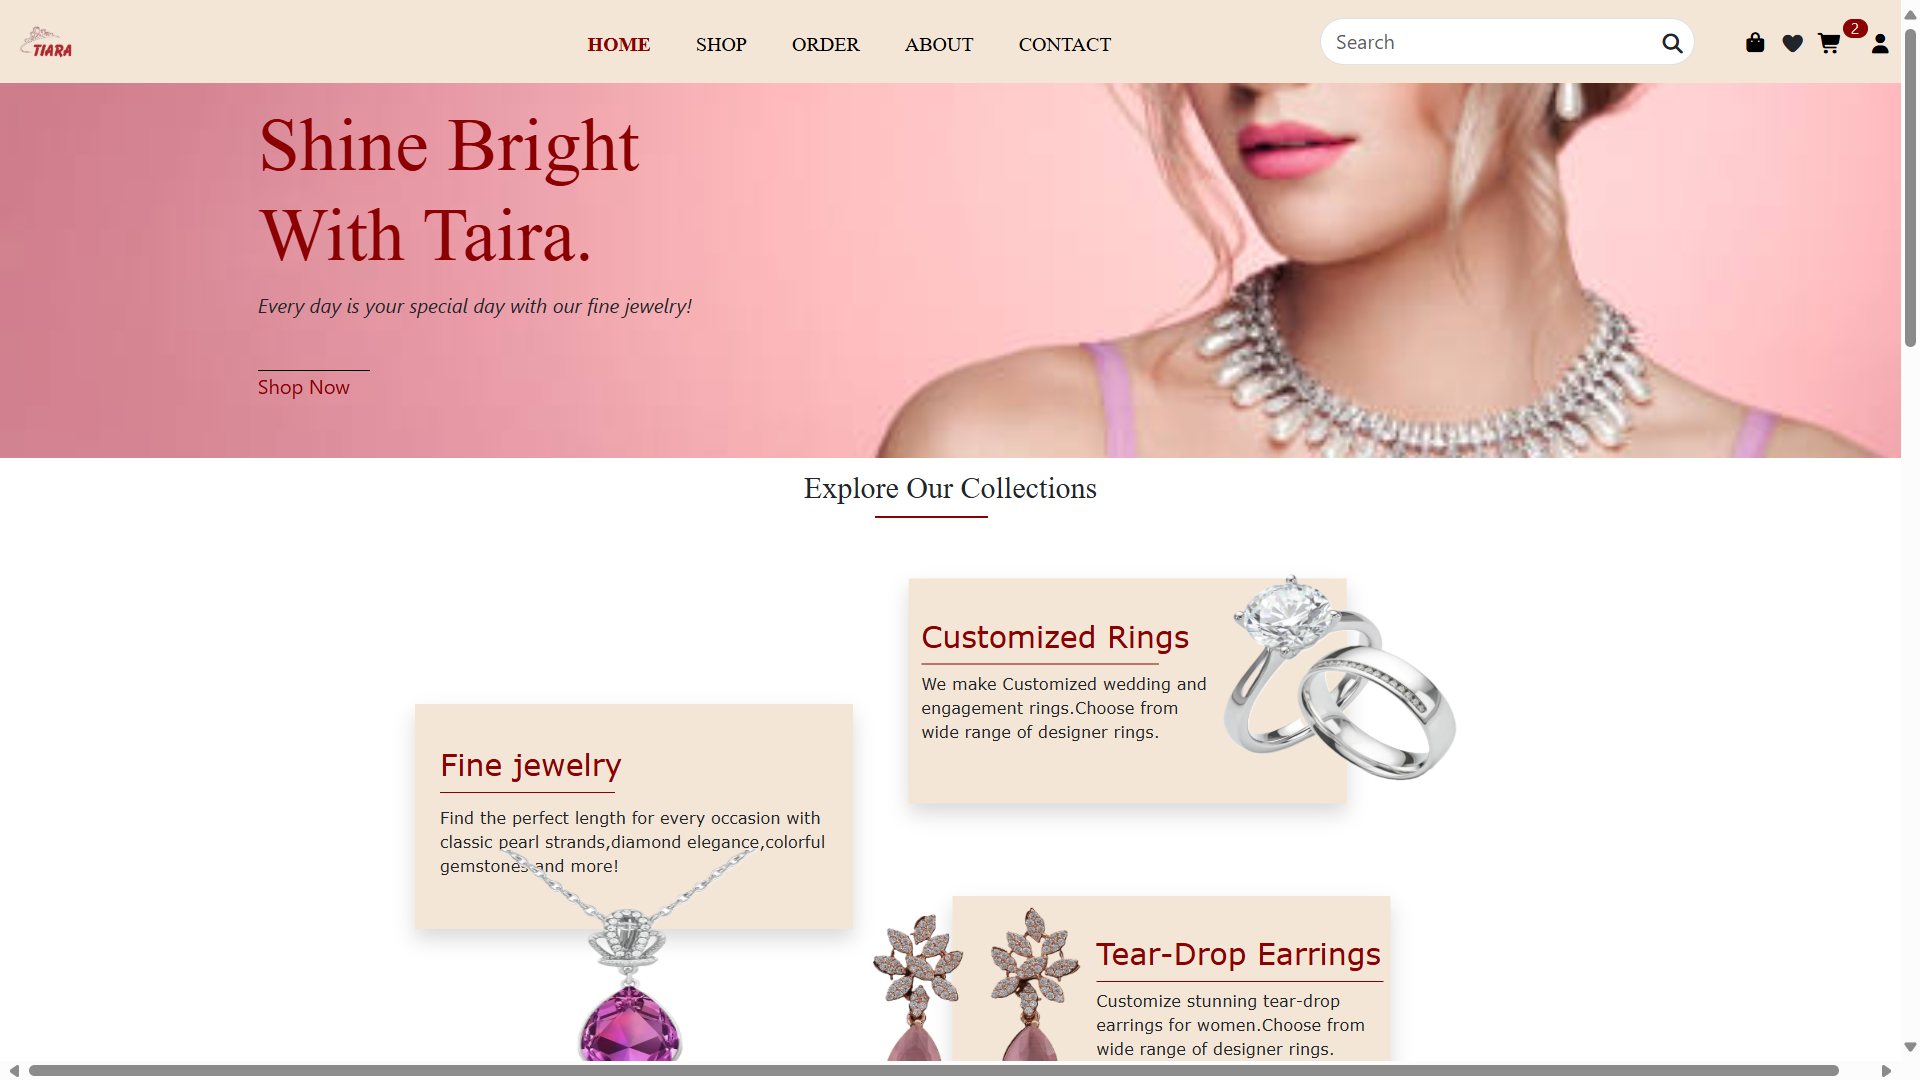 TIARA
HOME
SHOP
ORDER
ABOUT
CONTACT
Search
2
Shine Bright
With Taira.
Every day is your special day with our fine jewelry!
Shop Now
Explore Our Collections
Customized Rings
We make Customized wedding and
engagement rings.Choose from
wide range of designer rings.
Fine jewelry
Find the perfect length for every occasion with
classic pearl strands,diamond elegance,colorful
gemstones and more!
Tear-Drop Earrings
Customize stunning tear-drop
earrings for women.Choose from
wide range of designer rings.